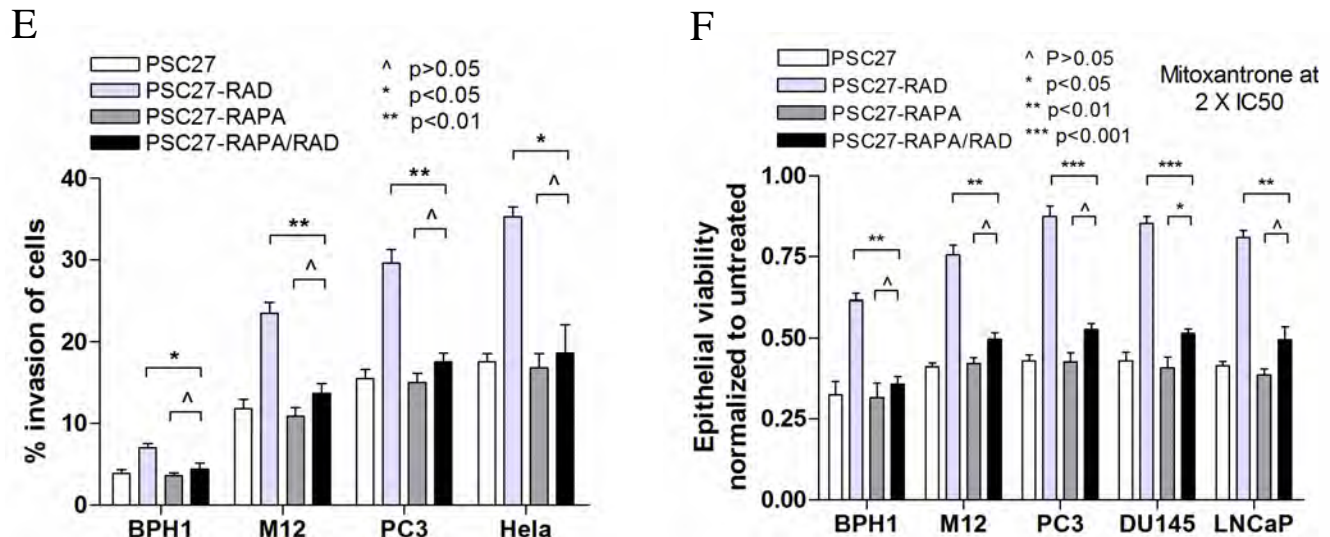 E
PSC27
PSC27-RAD
PSC27-RAPA
PSC27-RAPA/RAD
^ p>0.05
* p<0.05
** p<0.01
% invasion of cells
40
30
20
10
0
*
^
**
^
**
^
*
^
BPH1 M12 PC3 Hela
F
PSC27
PSC27-RAD
PSC27-RAPA
PSC27-RAPA/RAD
^ P>0.05
* p<0.05
** p<0.01
*** p<0.001
Mitoxantrone at
2 X IC50
Epithelial viability
normalized to untreated
1.00
0.75
0.50
0.25
0.00
**
^
**
^
***
^
***
*
**
^
BPH1 M12 PC3 DU145 LNCaP